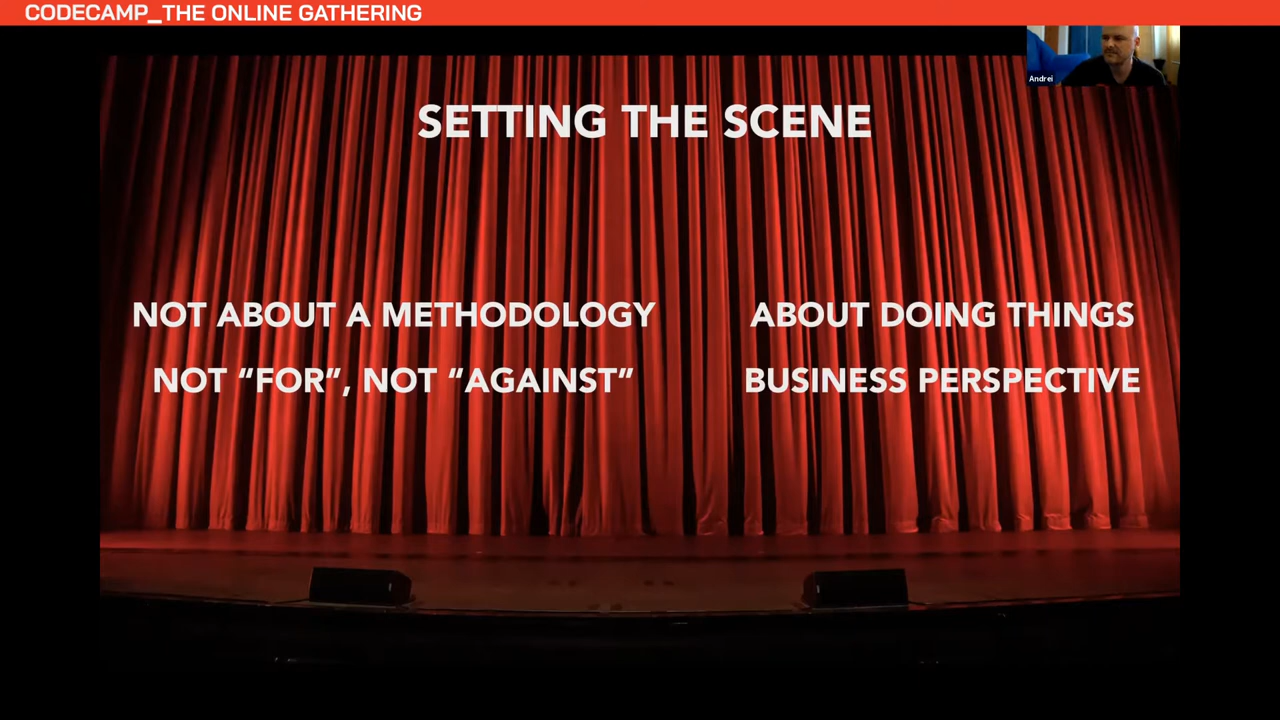 CODECAMP_THE ONLINE GATHERING
Andrei
SETTING THE SCENE
NOT ABOUT A METHODOLOGY
NOT “FOR”, NOT “AGAINST”
ABOUT DOING THINGS
BUSINESS PERSPECTIVE